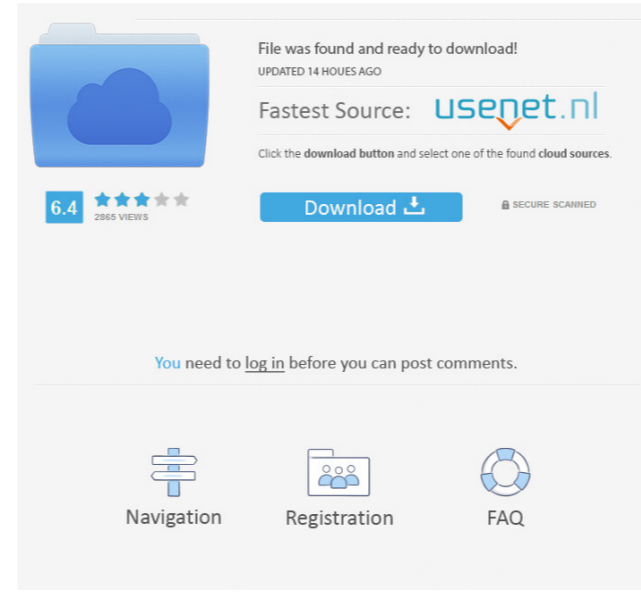 File was found and ready to download!
UPDATED 14 HOUES AGO
Fastest Source: usenet.nl
Click the download button and select one of the found cloud sources.
6.4
2865 VIEWS
Download
SECURE SCANNED
You need to log in before you can post comments.
Navigation
Registration
FAQ